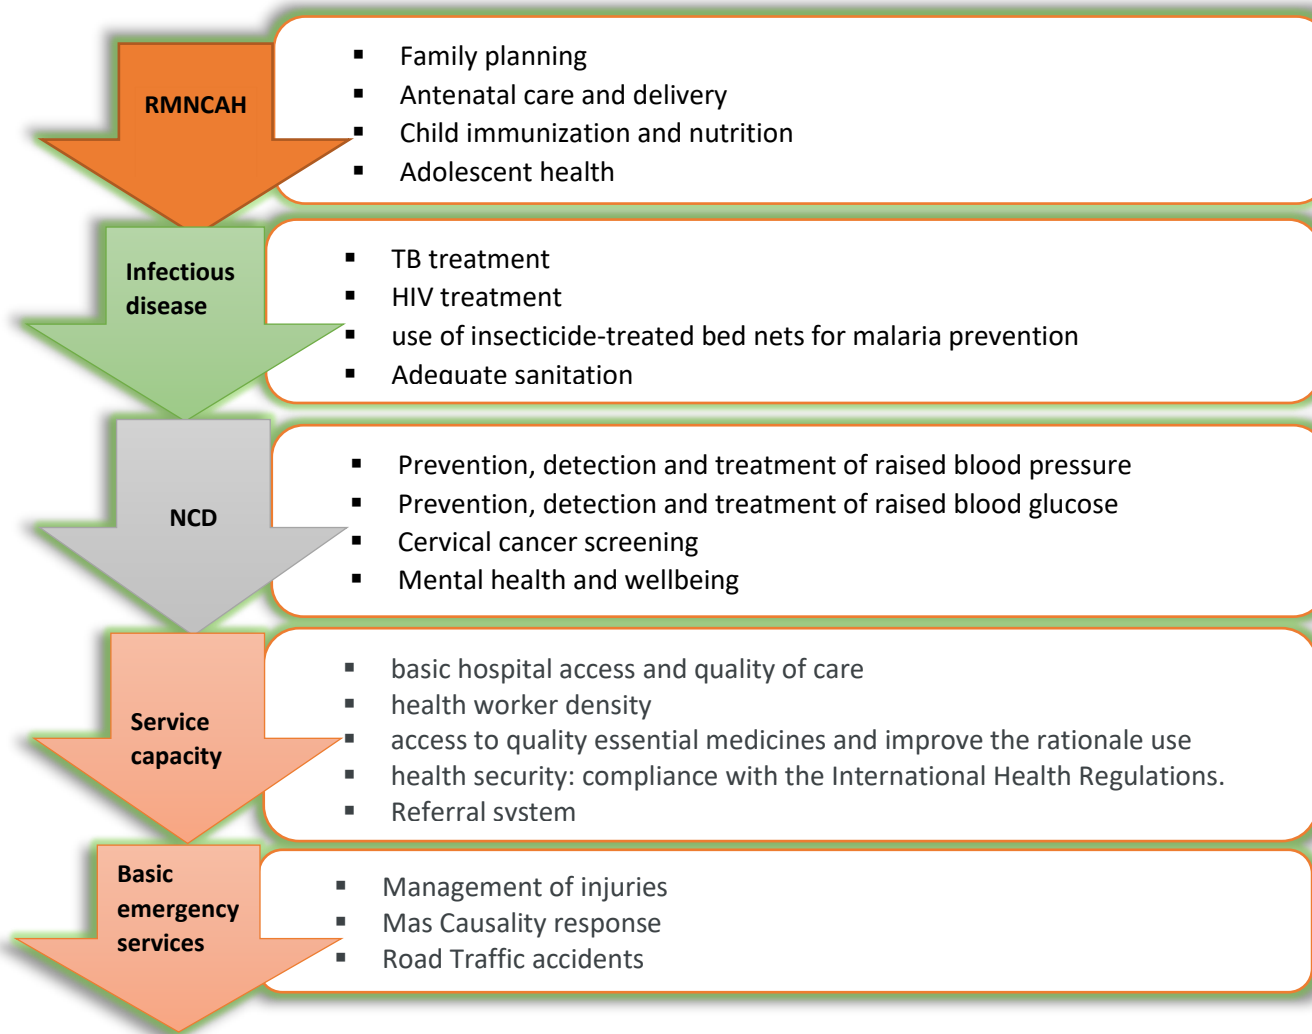 RMNCAH
▪ Family planning
▪ Antenatal care and delivery
▪ Child immunization and nutrition
▪ Adolescent health
Infectious
disease
▪ TB treatment
▪ HIV treatment
▪ use of insecticide-treated bed nets for malaria prevention
▪ Adequate sanitation
NCD
▪ Prevention, detection and treatment of raised blood pressure
▪ Prevention, detection and treatment of raised blood glucose
▪ Cervical cancer screening
▪ Mental health and wellbeing
Service
capacity
▪ basic hospital access and quality of care
▪ health worker density
▪ access to quality essential medicines and improve the rationale use
▪ health security: compliance with the International Health Regulations.
▪ Referral system
Basic
emergency
services
▪ Management of injuries
▪ Mas Causality response
▪ Road Traffic accidents